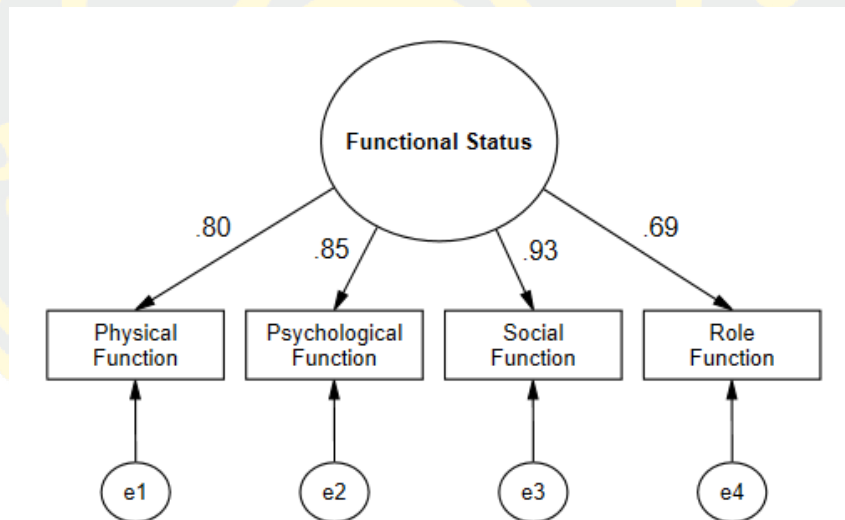 Functional Status
.80
.85
.93
.69
Physical
Function
Psychological
Function
Social
Function
Role
Function
e1
e2
e3
e4